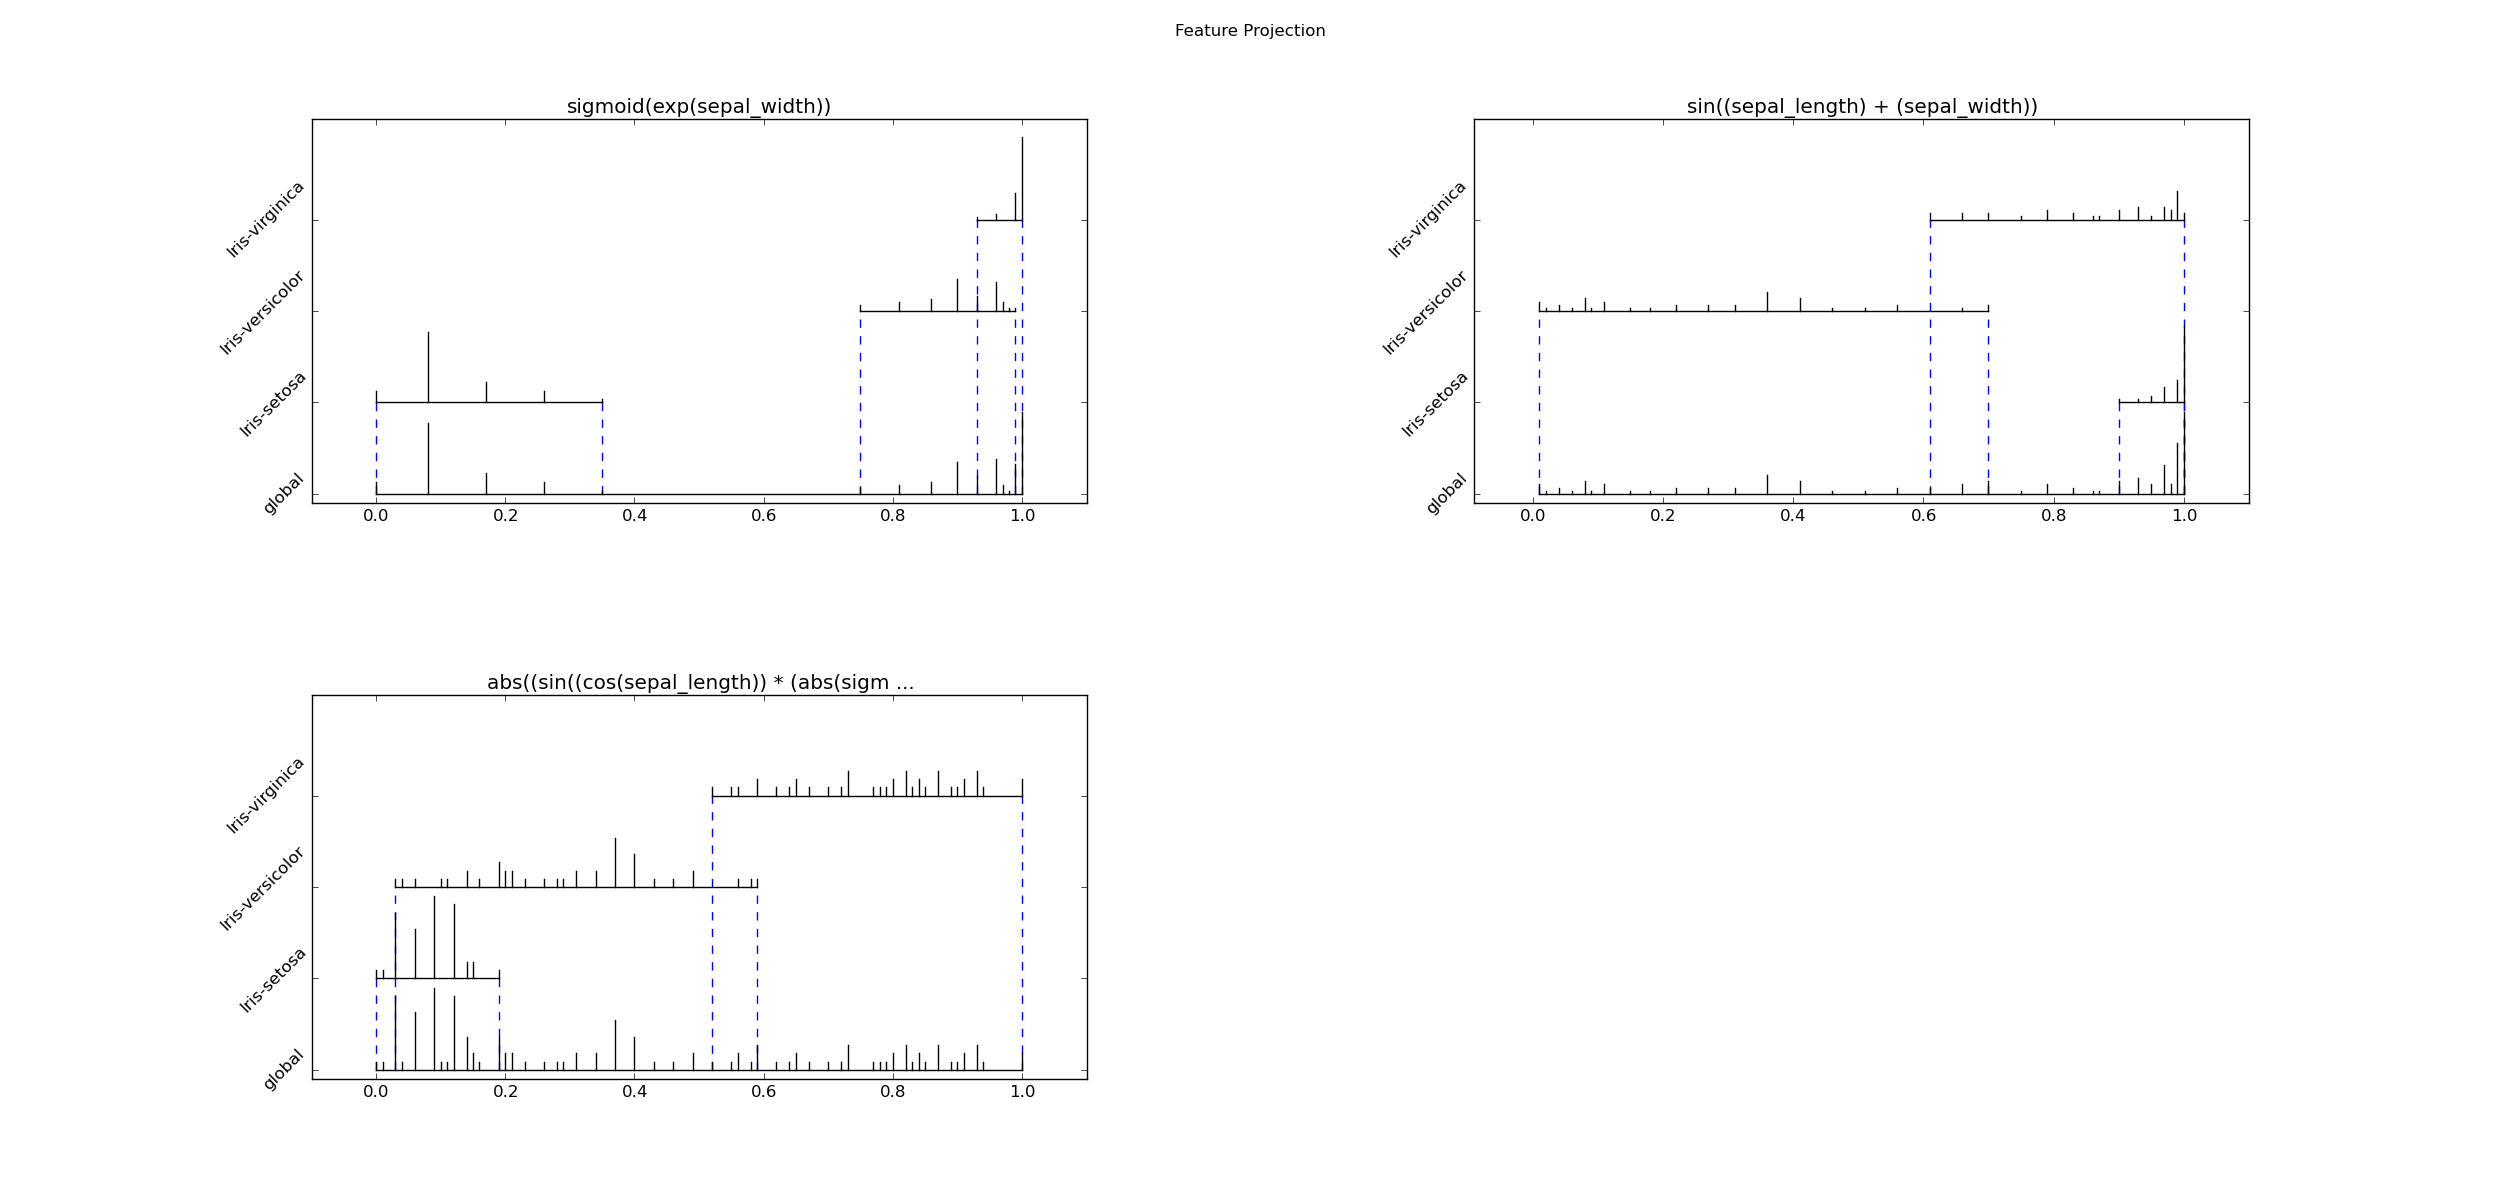 Feature Projection
sigmoid(exp(sepal_width))
Iris-virginica
Iris-versicolor
Iris-setosa
global
0.0 0.2 0.4 0.6 0.8 1.0
sin((sepal_length) + (sepal_width))
Iris-virginica
Iris-versicolor
Iris-setosa
global
0.0 0.2 0.4 0.6 0.8 1.0
abs((sin((cos(sepal_length)) * (abs(sigm ...
Iris-virginica
Iris-versicolor
Iris-setosa
global
0.0 0.2 0.4 0.6 0.8 1.0